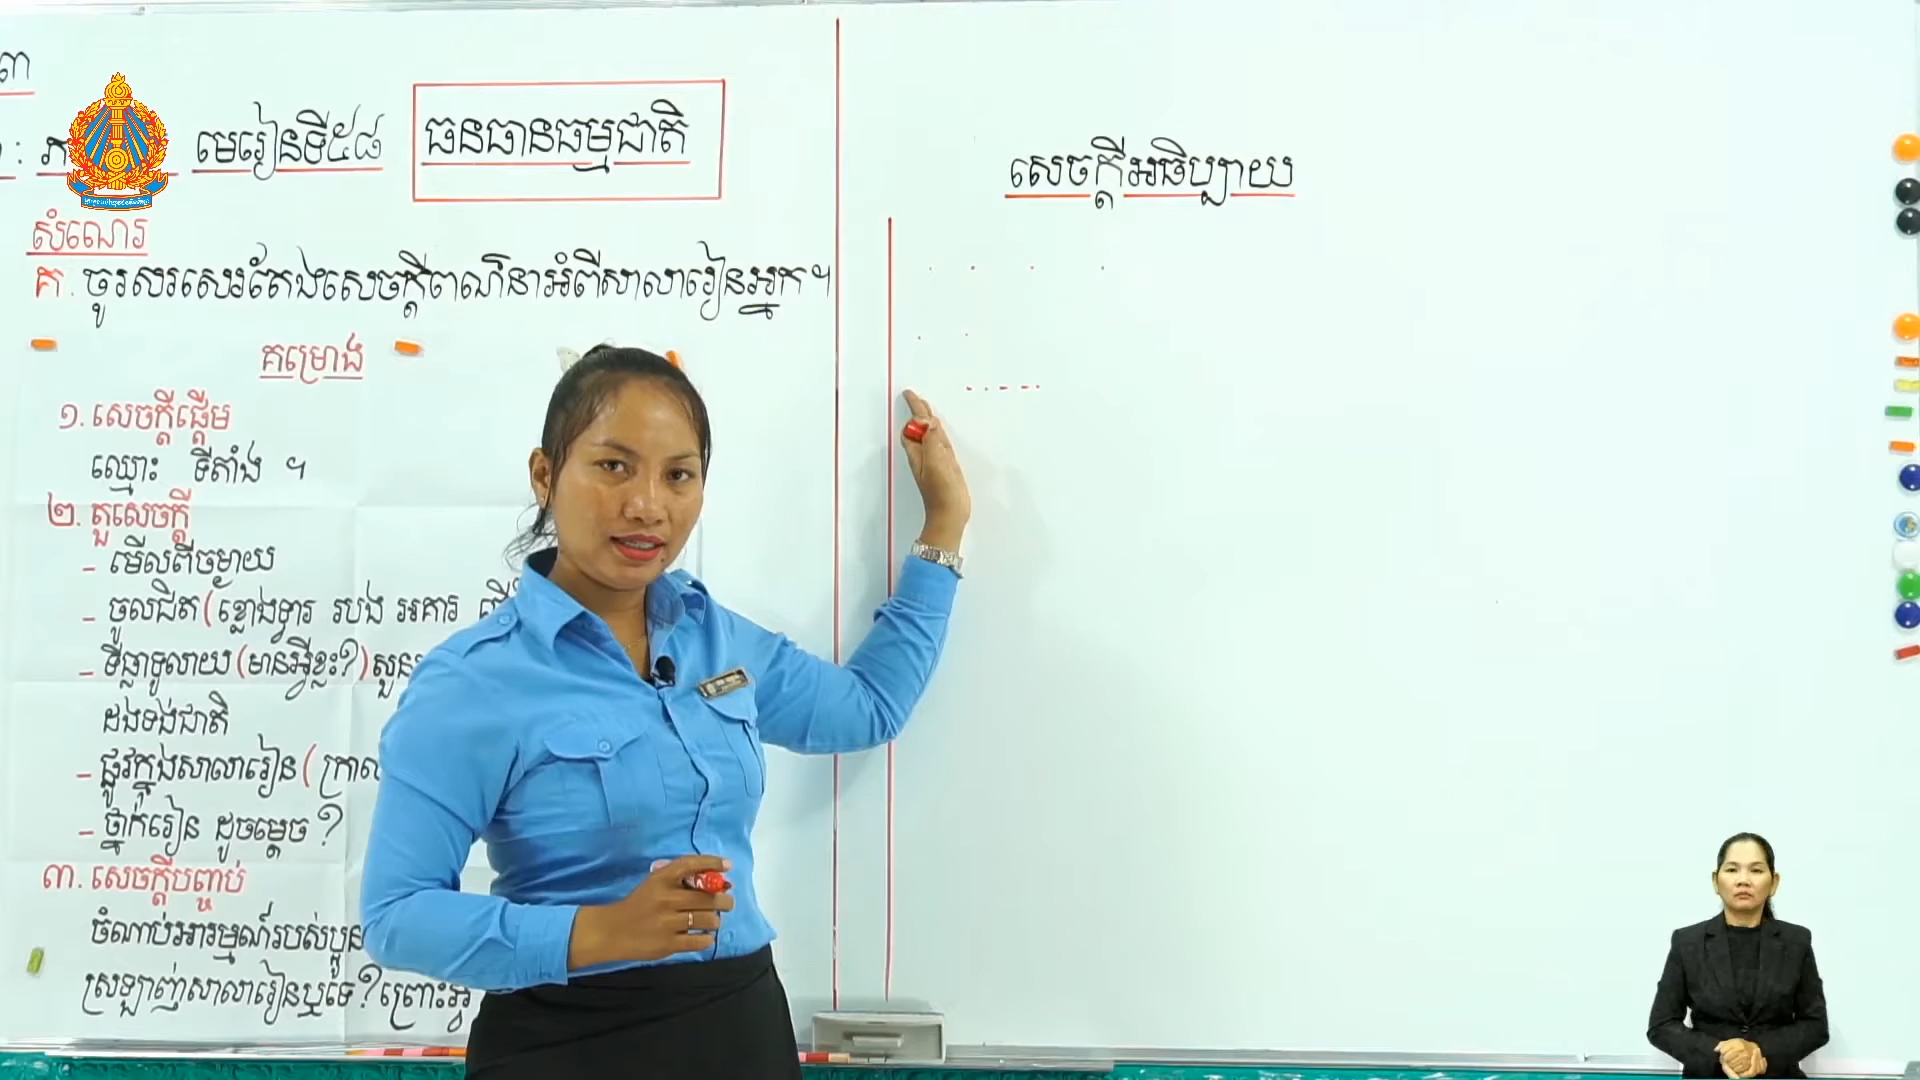 មេរៀនទី៥៨
ធនធានធម្មជាតិ
សំណេរ
គ. ចូរសរសេរតែងសេចក្តីពណ៌នាអំពីសាលារៀនអ្នក។
គម្រោង
១. សេចក្តីផ្តើម
ឈ្មោះ ទីតាំង ។
២. តួសេចក្តី
- មើលពីចម្ងាយ
- ចូលជិត (ខ្លោងទ្វារ របង អគារ
- ទីធ្លាទូលាយ (មានអ្វីខ្លះ?) សួន
ដងទង់ជាតិ
- ផ្លូវក្នុងសាលារៀន (ក្រាល
- ថ្នាក់រៀន ដូចម្តេច?
៣. សេចក្តីបញ្ចប់
ចំណាប់អារម្មណ៍របស់ប្អូន
ស្រឡាញ់សាលារៀនឬទេ? ព្រោះអ្វី
សេចក្តីអធិប្បាយ